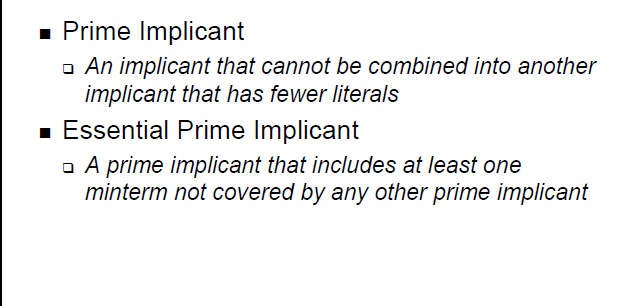 Prime Implicant
An implicant that cannot be combined into another
implicant that has fewer literals
Essential Prime Implicant
A prime implicant that includes at least one
minterm not covered by any other prime implicant